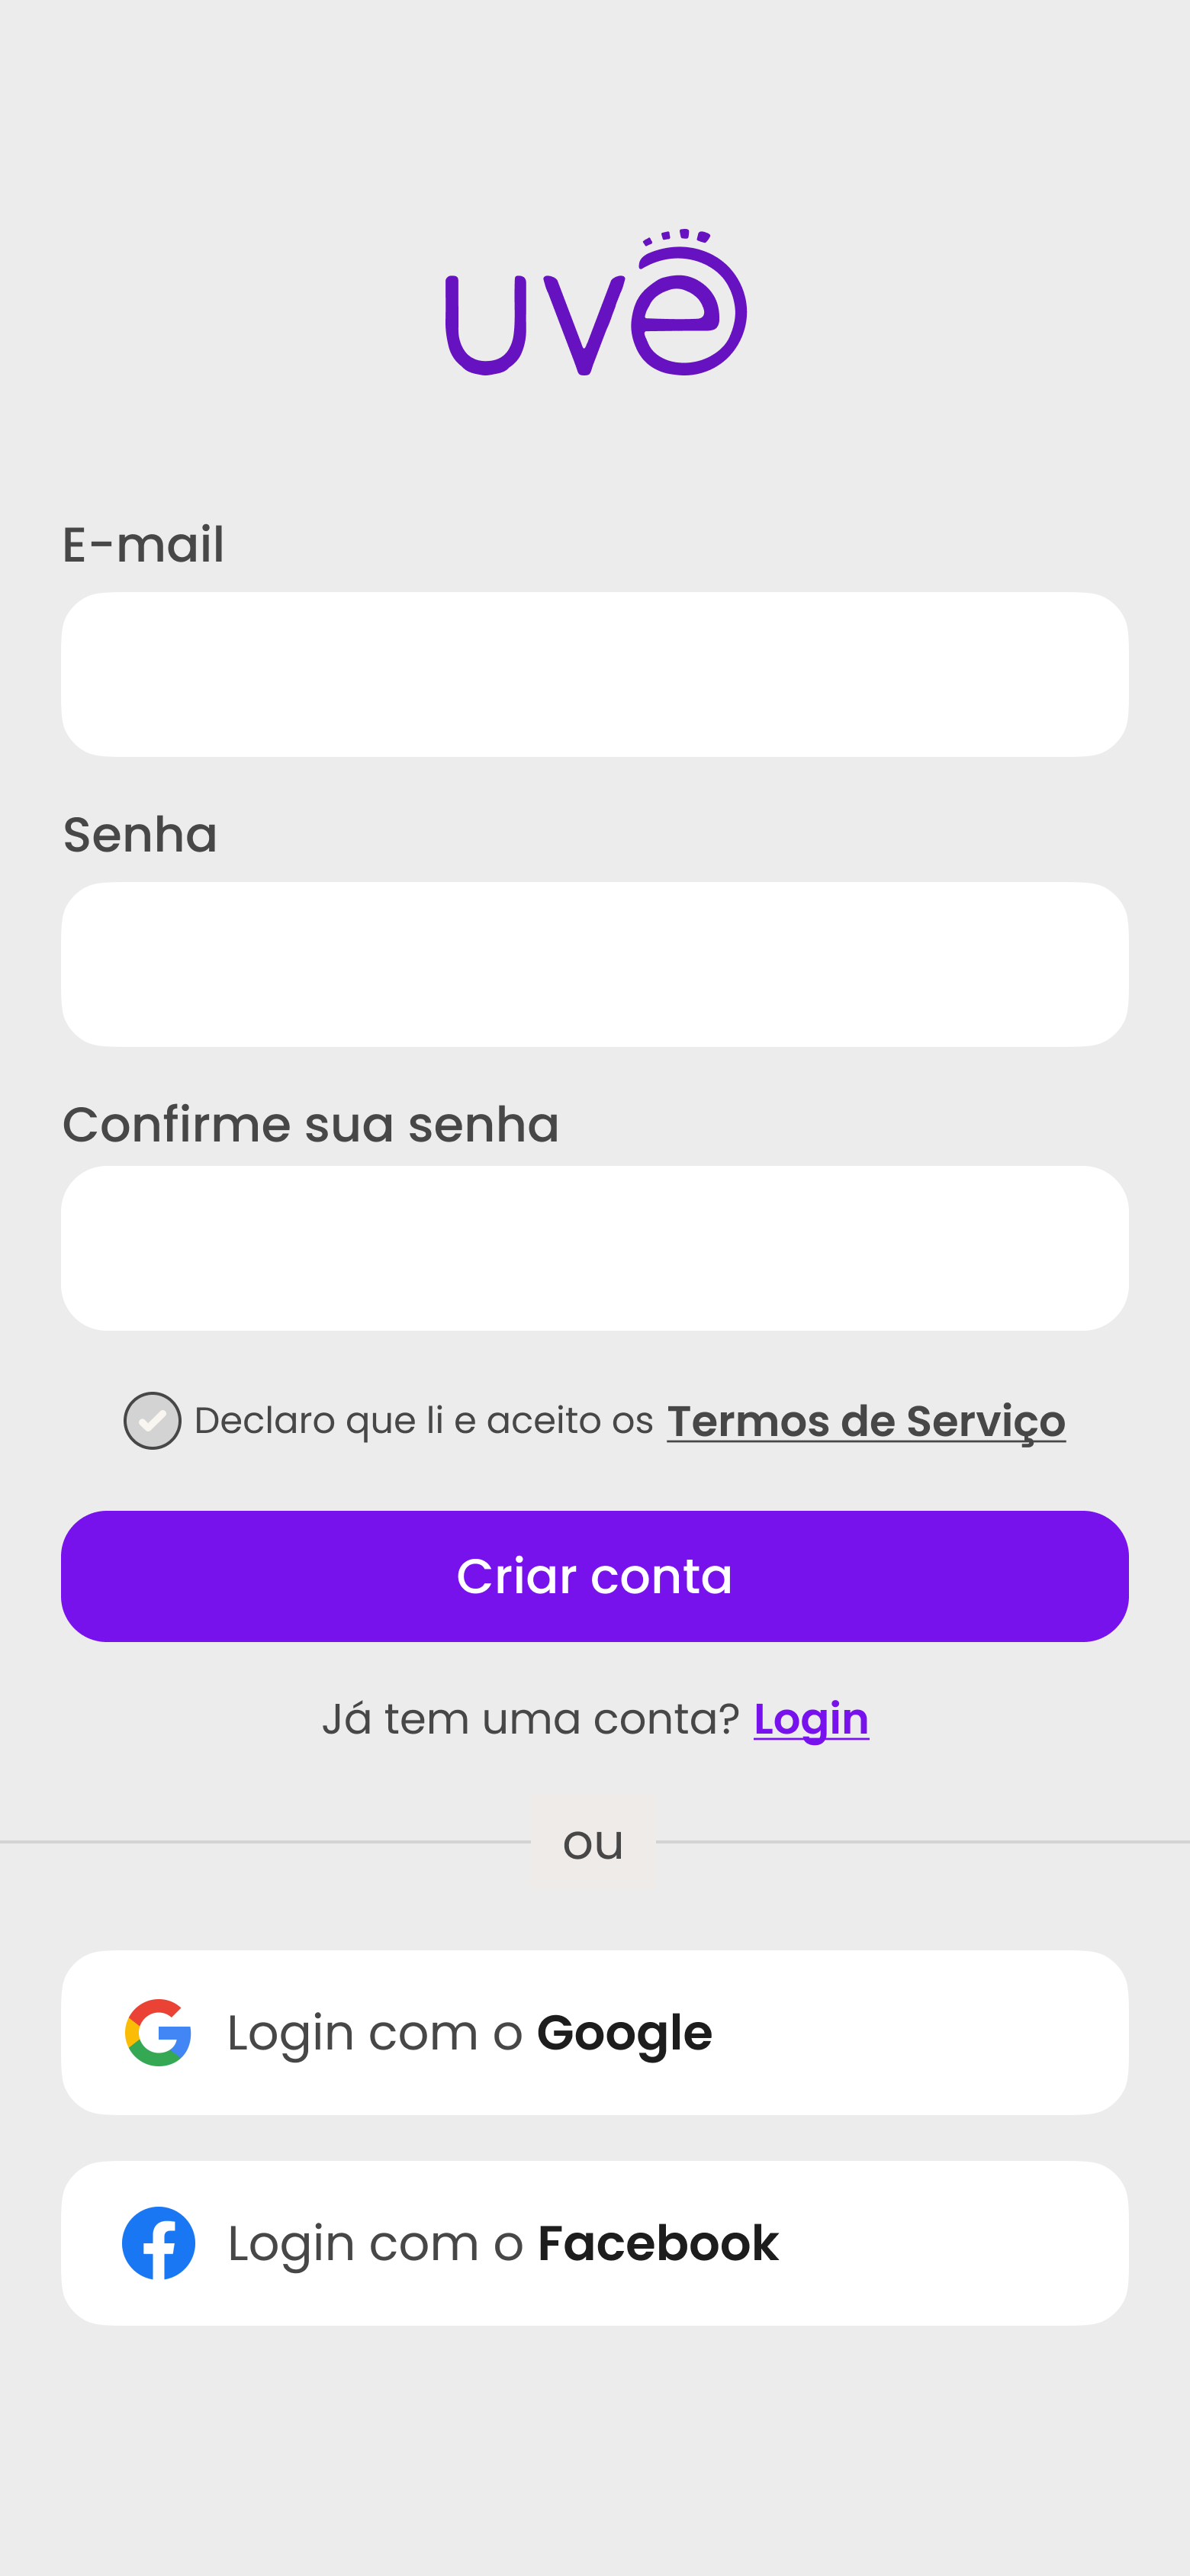 uve
E-mail
Senha
Confirme sua senha
Declaro que li e aceito os Termos de Serviço
Criar conta
Já tem uma conta? Login
ou
Login com o Google
Login com o Facebook